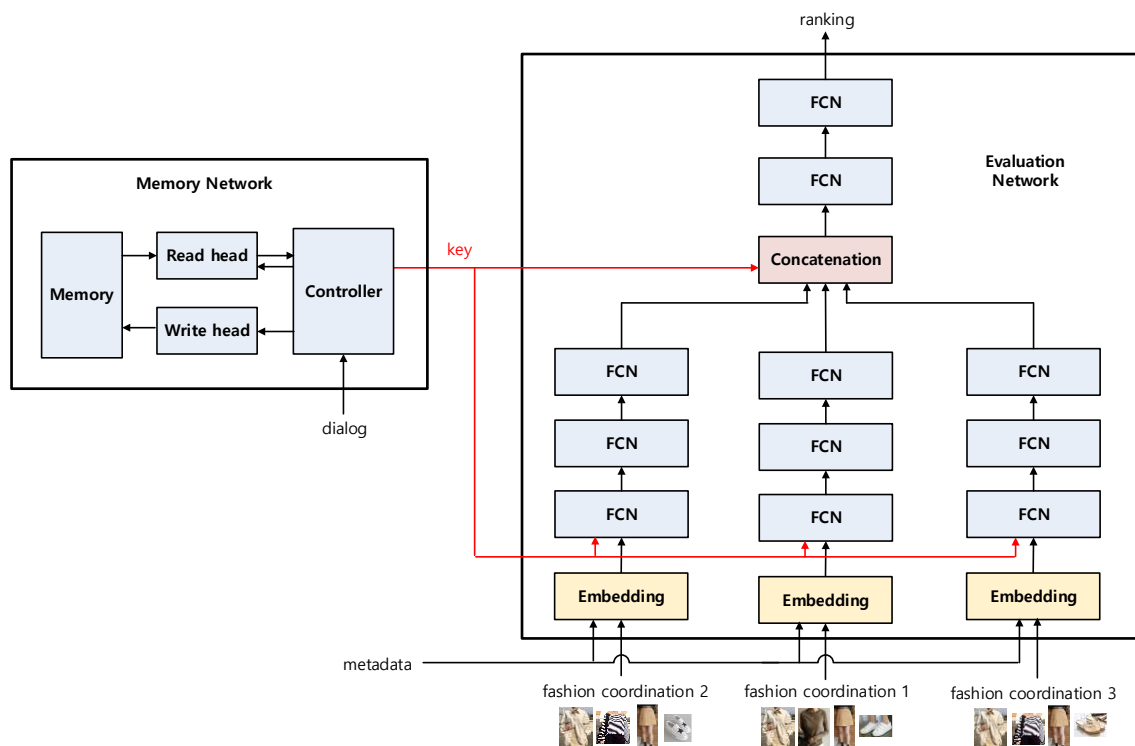 ranking
FCN
Evaluation
Network
FCN
Memory Network
Read head
Memory
Controller
Write head
key
Concatenation
dialog
FCN
FCN
FCN
FCN
FCN
FCN
FCN
FCN
FCN
Embedding
Embedding
Embedding
metadata
fashion coordination 2
fashion coordination 1
fashion coordination 3